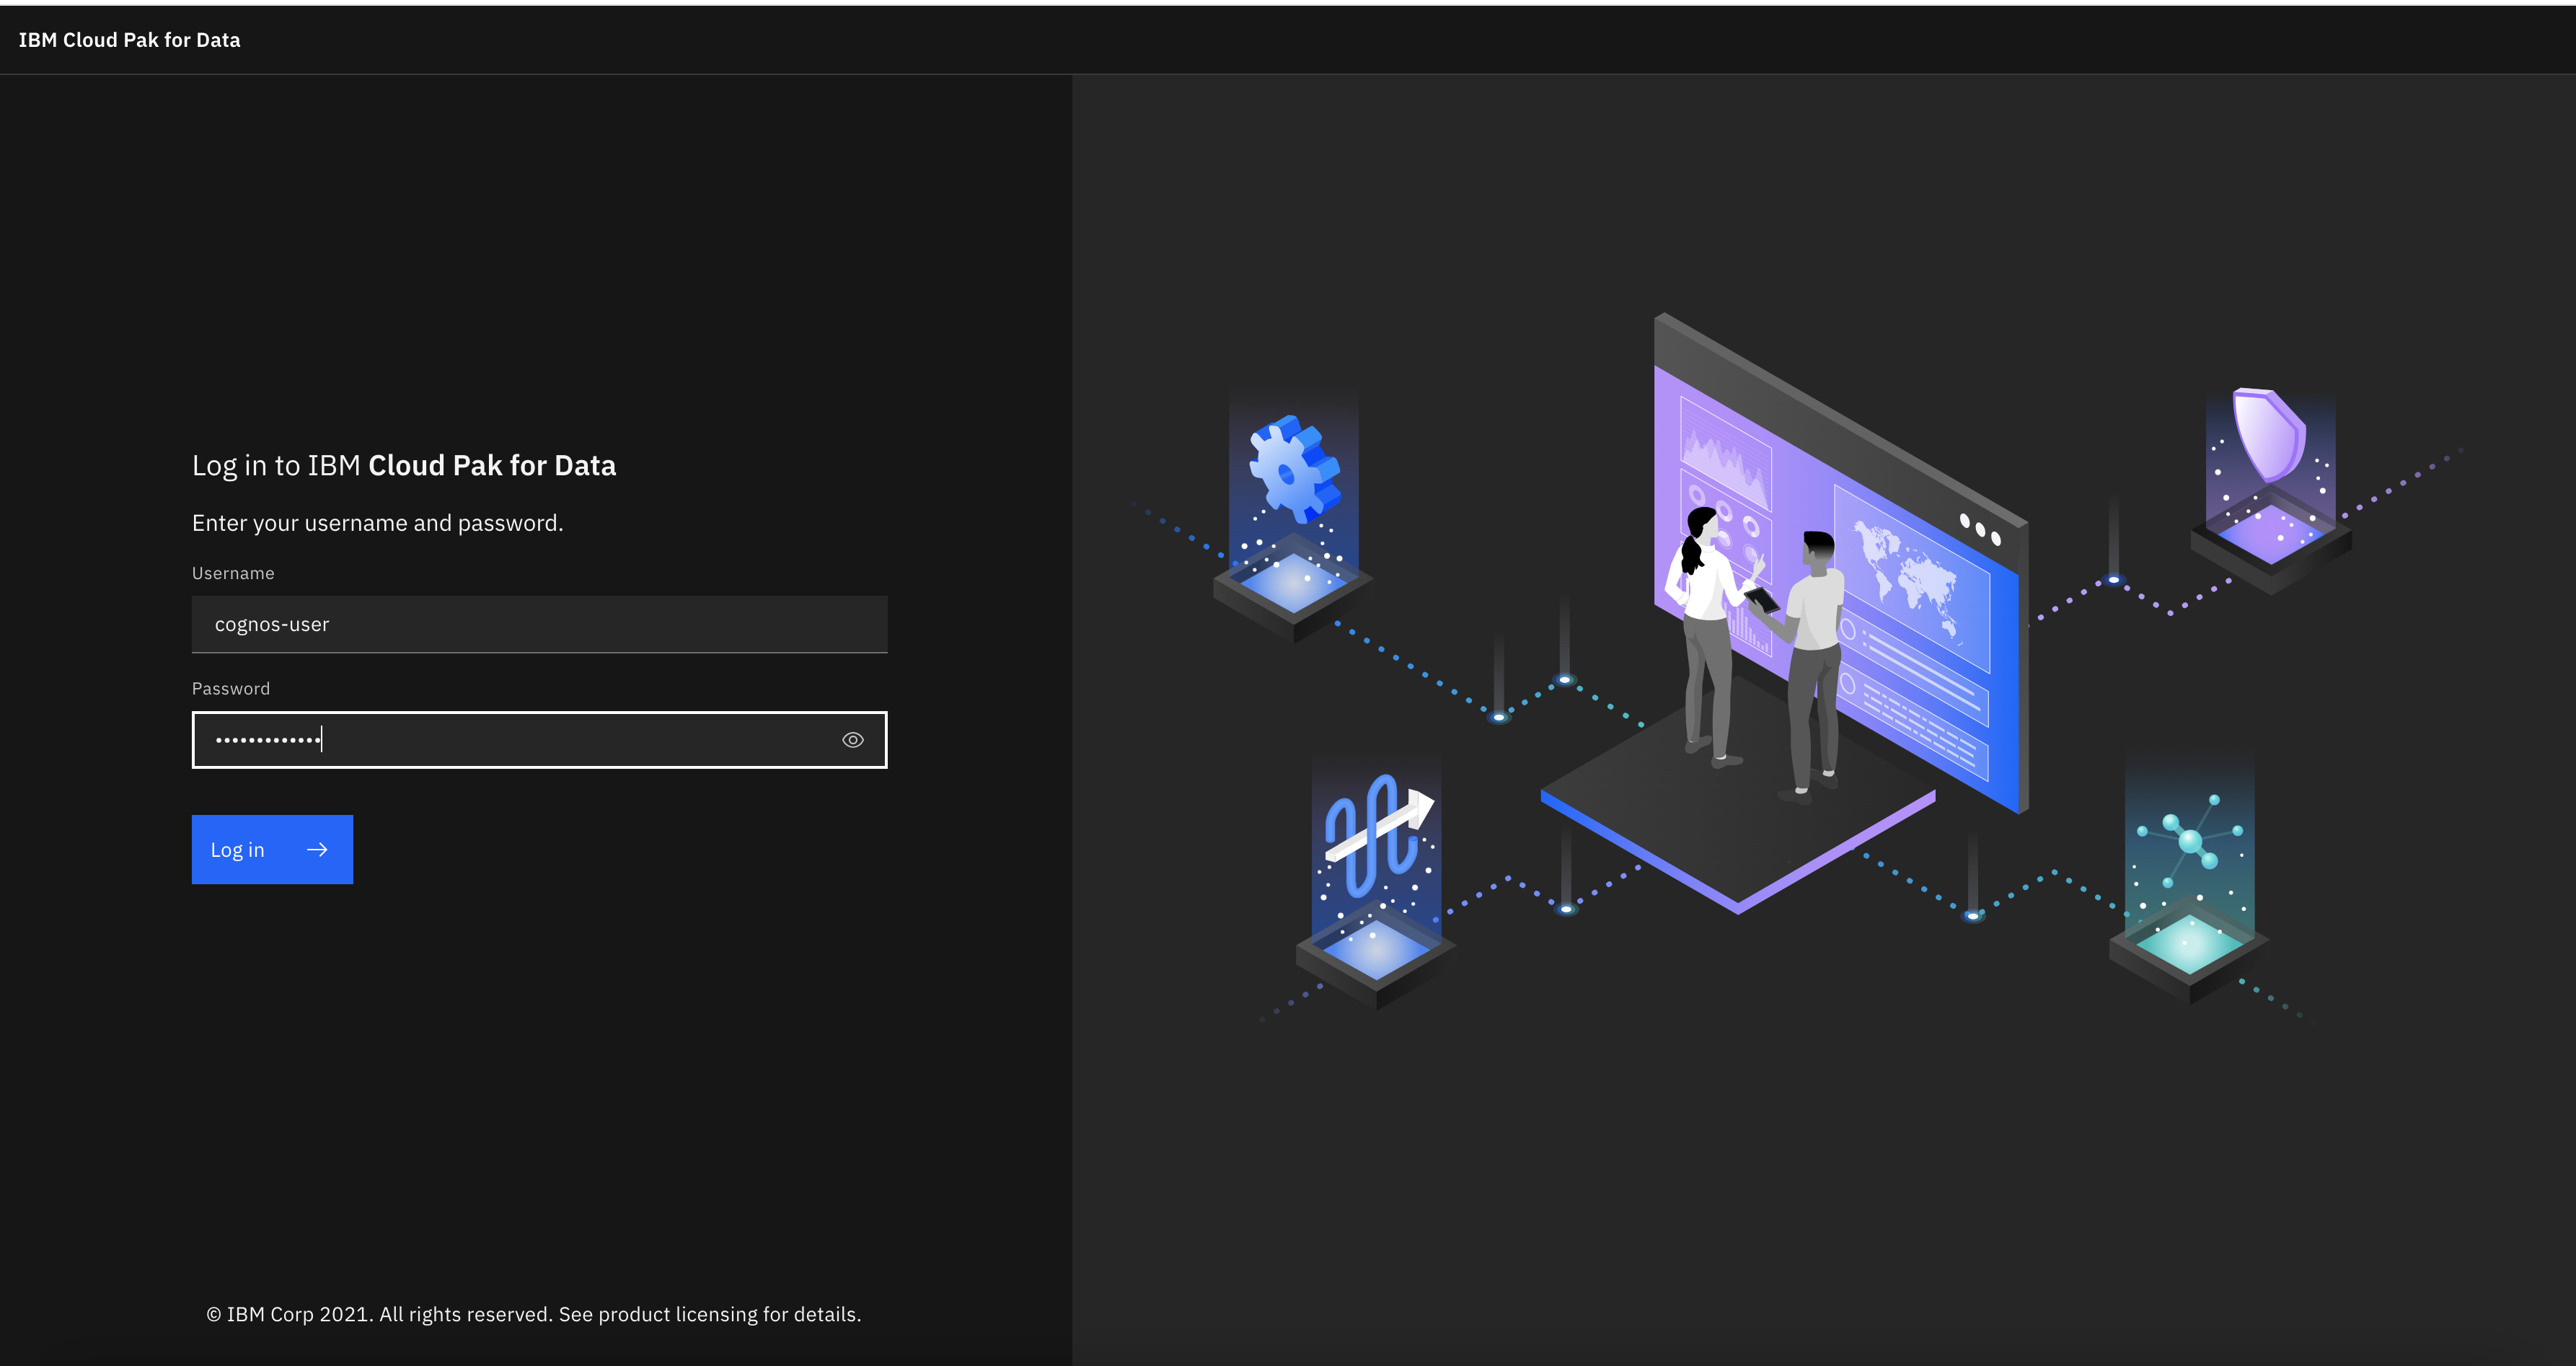 IBM Cloud Pak for Data
Log in to IBM Cloud Pak for Data
Enter your username and password.
Username
cognos-user
Password
•••••••••••••
Log in
© IBM Corp 2021. All rights reserved. See product licensing for details.